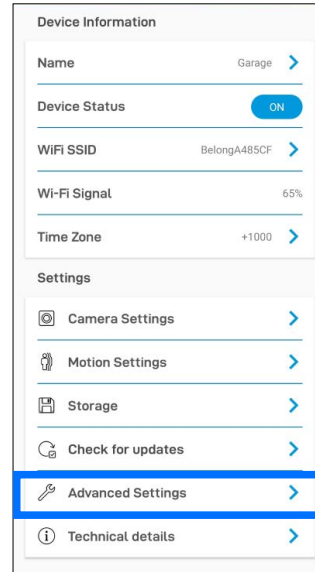 Device Information
Name Garage
Device Status ON
WiFi SSID BelongA485CF
Wi-Fi Signal 65%
Time Zone +1000
Settings
Camera Settings
Motion Settings
Storage
Check for updates
Advanced Settings
Technical details